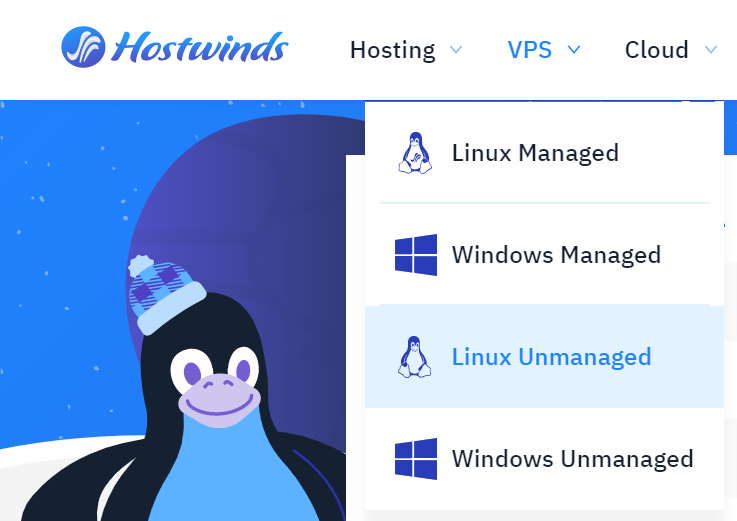 Hostwinds
Hosting
VPS
Cloud
Linux Managed
Windows Managed
Linux Unmanaged
Windows Unmanaged